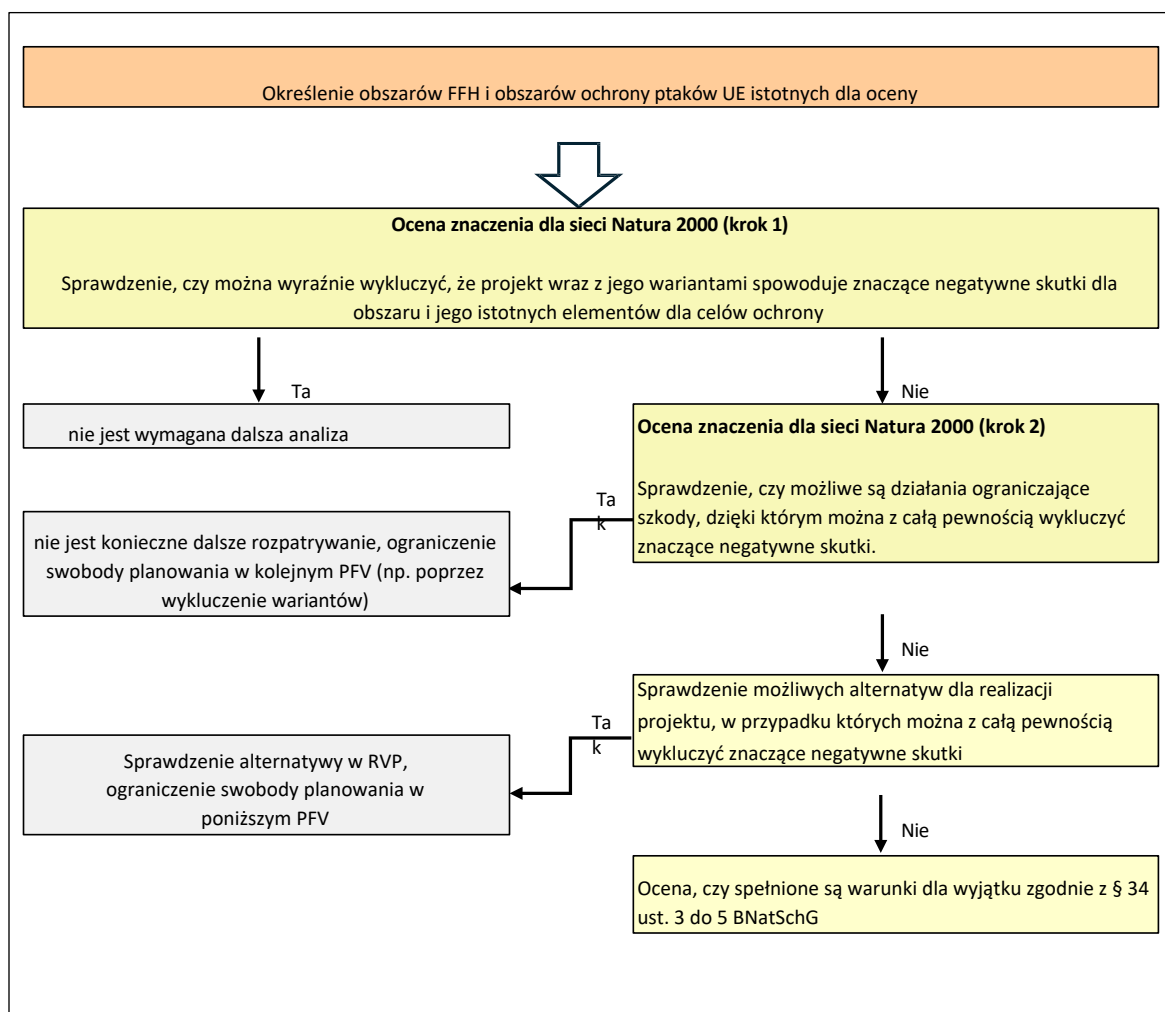 Określenie obszarów FFH i obszarów ochrony ptaków UE istotnych dla oceny
Ocena znaczenia dla sieci Natura 2000 (krok 1)
Sprawdzenie, czy można wyraźnie wykluczyć, że projekt wraz z jego wariantami spowoduje znaczące negatywne skutki dla
obszaru i jego istotnych elementów dla celów ochrony
Ta
Nie
nie jest wymagana dalsza analiza
Ocena znaczenia dla sieci Natura 2000 (krok 2)
Sprawdzenie, czy możliwe są działania ograniczające
szkody, dzięki którym można z całą pewnością wykluczyć
znaczące negatywne skutki.
Ta
k
nie jest konieczne dalsze rozpatrywanie, ograniczenie
swobody planowania w kolejnym PFV (np. poprzez
wykluczenie wariantów)
Nie
Sprawdzenie możliwych alternatyw dla realizacji
projektu, w przypadku których można z całą pewnością
wykluczyć znaczące negatywne skutki
Ta
k
Sprawdzenie alternatywy w RVP,
ograniczenie swobody planowania w
poniższym PFV
Nie
Ocena, czy spełnione są warunki dla wyjątku zgodnie z § 34
ust. 3 do 5 BNatSchG